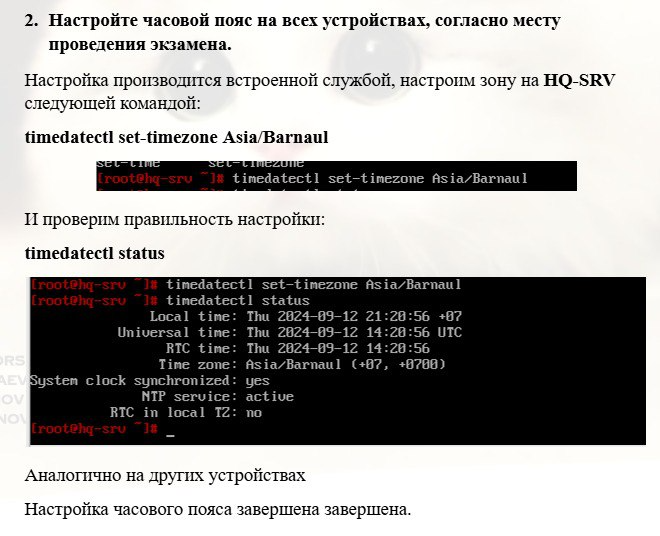 2. Настройте часовой пояс на всех устройствах, согласно месту
проведения экзамена.
Настройка производится встроенной службой, настроим зону на HQ-SRV
следующей командой:
timedatectl set-timezone Asia/Barnaul
set-time set-timezone
[root@hq-srv ~]# timedatectl set-timezone Asia/Barnaul
И проверим правильность настройки:
timedatectl status
[root@hq-srv ~]# timedatectl set-timezone Asia/Barnaul
[root@hq-srv ~]# timedatectl status
Local time: Thu 2024-09-12 21:20:56 +07
Universal time: Thu 2024-09-12 14:20:56 UTC
RTC time: Thu 2024-09-12 14:20:56
Time zone: Asia/Barnaul (+07, +0700)
System clock synchronized: yes
NTP service: active
RTC in local TZ: no
[root@hq-srv ~]# _
Аналогично на других устройствах
Настройка часового пояса завершена завершена.